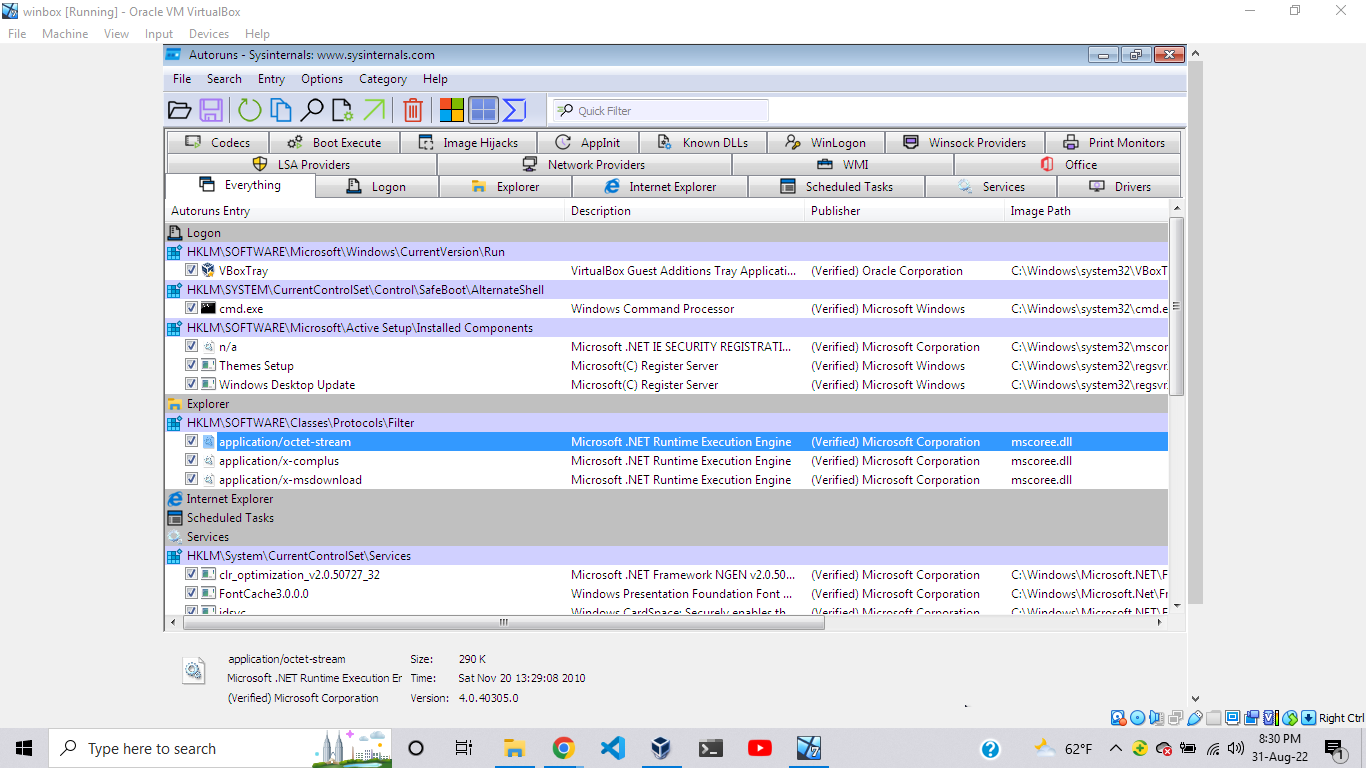 winbox [Running] - Oracle VM VirtualBox
File Machine View Input Devices Help
Autoruns - Sysinternals: www.sysinternals.com
File Search Entry Options Category Help
Quick Filter
Codecs Boot Execute Image Hijacks AppInit Known DLLs WinLogon Winsock Providers Print Monitors
LSA Providers Network Providers WMI Office
Everything Logon Explorer Internet Explorer Scheduled Tasks Services Drivers
Autoruns Entry Description Publisher Image Path
Logon
HKLM\SOFTWARE\Microsoft\Windows\CurrentVersion\Run
VBoxTray VirtualBox Guest Additions Tray Applicati... (Verified) Oracle Corporation C:\Windows\system32\VBoxT
HKLM\SYSTEM\CurrentControlSet\Control\SafeBoot\AlternateShell
cmd.exe Windows Command Processor (Verified) Microsoft Windows C:\Windows\system32\cmd.e
HKLM\SOFTWARE\Microsoft\Active Setup\Installed Components
n/a Microsoft .NET IE SECURITY REGISTRATI... (Verified) Microsoft Corporation C:\Windows\system32\mscor
Themes Setup Microsoft(C) Register Server (Verified) Microsoft Windows C:\Windows\system32\regsvr
Windows Desktop Update Microsoft(C) Register Server (Verified) Microsoft Windows C:\Windows\system32\regsvr
Explorer
HKLM\SOFTWARE\Classes\Protocols\Filter
application/octet-stream Microsoft .NET Runtime Execution Engine (Verified) Microsoft Corporation mscoree.dll
application/x-complus Microsoft .NET Runtime Execution Engine (Verified) Microsoft Corporation mscoree.dll
application/x-msdownload Microsoft .NET Runtime Execution Engine (Verified) Microsoft Corporation mscoree.dll
Internet Explorer
Scheduled Tasks
Services
HKLM\System\CurrentControlSet\Services
clr_optimization_v2.0.50727_32 Microsoft .NET Framework NGEN v2.0.50... (Verified) Microsoft Corporation C:\Windows\Microsoft.NET\F
FontCache3.0.0.0 Windows Presentation Foundation Font ... (Verified) Microsoft Corporation C:\Windows\Microsoft.Net\Fr
idsvc Windows CardSpace: Securely enables th... (Verified) Microsoft Corporation C:\Windows\Microsoft.NET\F
application/octet-stream Size: 290 K
Microsoft .NET Runtime Execution Er Time: Sat Nov 20 13:29:08 2010
(Verified) Microsoft Corporation Version: 4.0.40305.0
Right Ctrl
Type here to search
62°F
8:30 PM
31-Aug-22
1